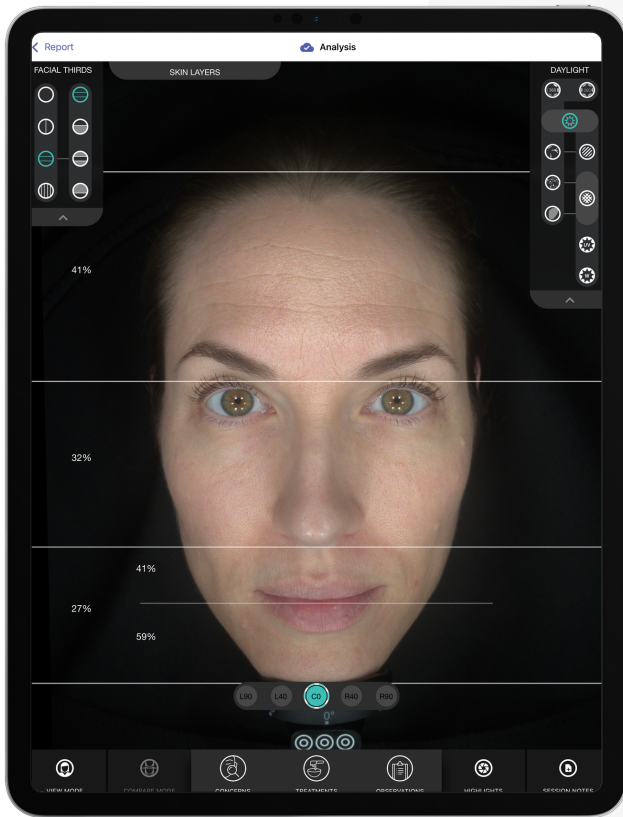 Report
Analysis
FACIAL THIRDS
SKIN LAYERS
DAYLIGHT
UV
41%
32%
41%
27%
59%
L90 L40 C0 R40 R90
0°
VIEW MODE
COMPARE MODE
CONCERNS
TREATMENTS
OBSERVATIONS
HIGHLIGHTS
SESSION NOTES